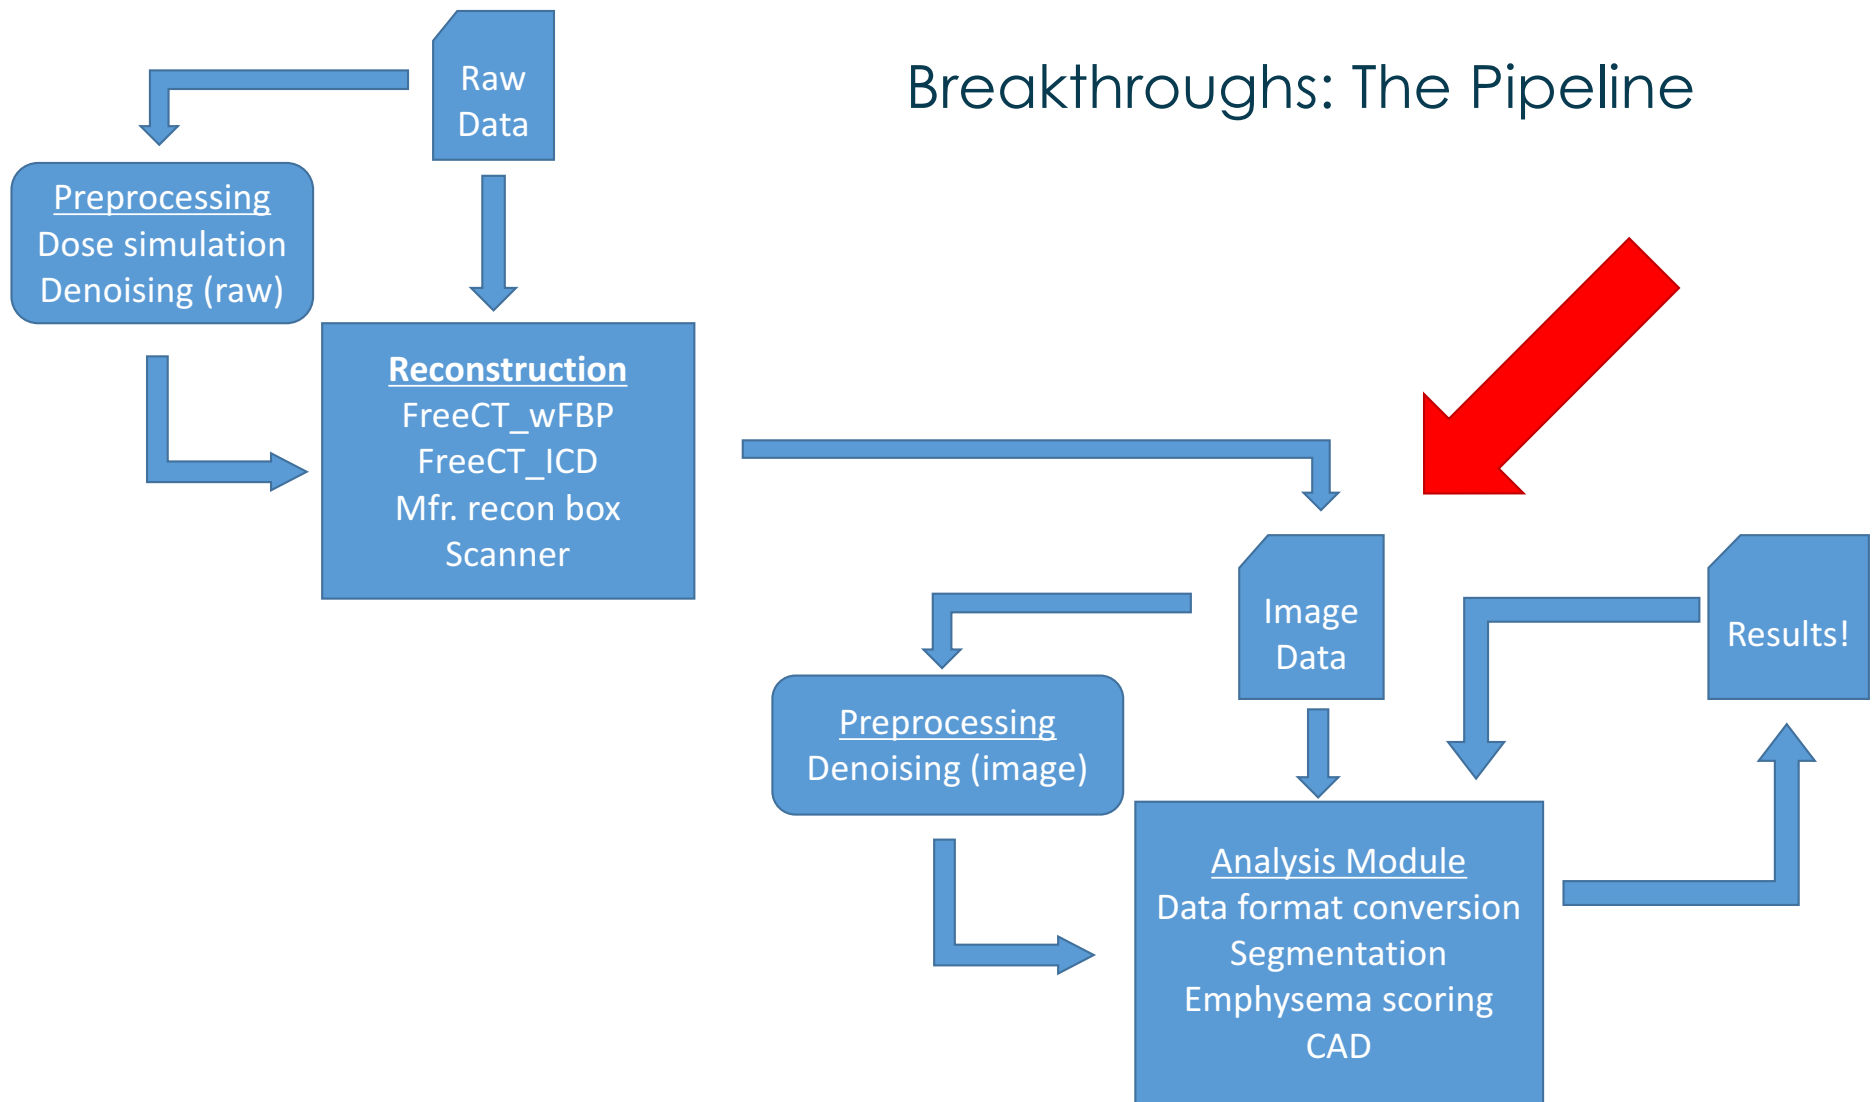 Breakthroughs: The Pipeline
Raw
Data
Preprocessing
Dose simulation
Denoising (raw)
Reconstruction
FreeCT_wFBP
FreeCT_ICD
Mfr. recon box
Scanner
Image
Data
Results!
Preprocessing
Denoising (image)
Analysis Module
Data format conversion
Segmentation
Emphysema scoring
CAD